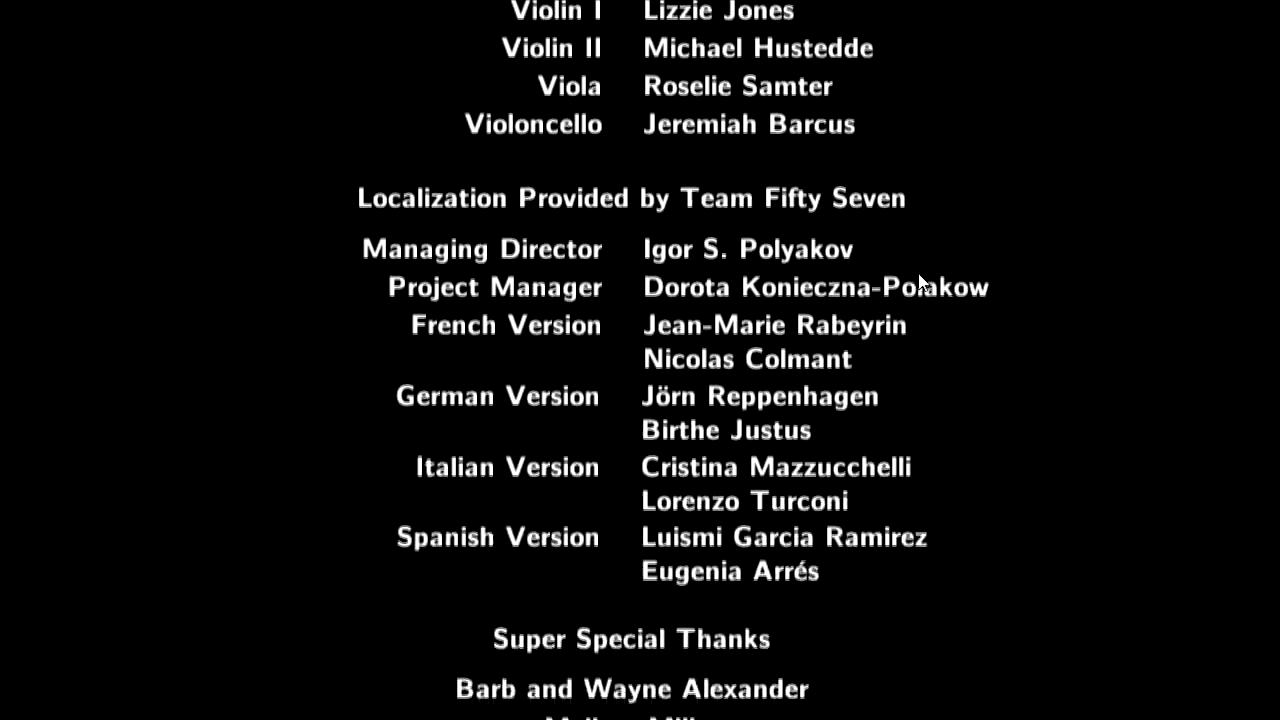 Violin I Lizzie Jones
Violin II Michael Hustedde
Viola Roselie Samter
Violoncello Jeremiah Barcus
Localization Provided by Team Fifty Seven
Managing Director Igor S. Polyakov
Project Manager Dorota Konieczna-Polakow
French Version Jean-Marie Rabeyrin
Nicolas Colmant
German Version Jörn Reppenhagen
Birthe Justus
Italian Version Cristina Mazzucchelli
Lorenzo Turconi
Spanish Version Luismi Garcia Ramirez
Eugenia Arrés
Super Special Thanks
Barb and Wayne Alexander